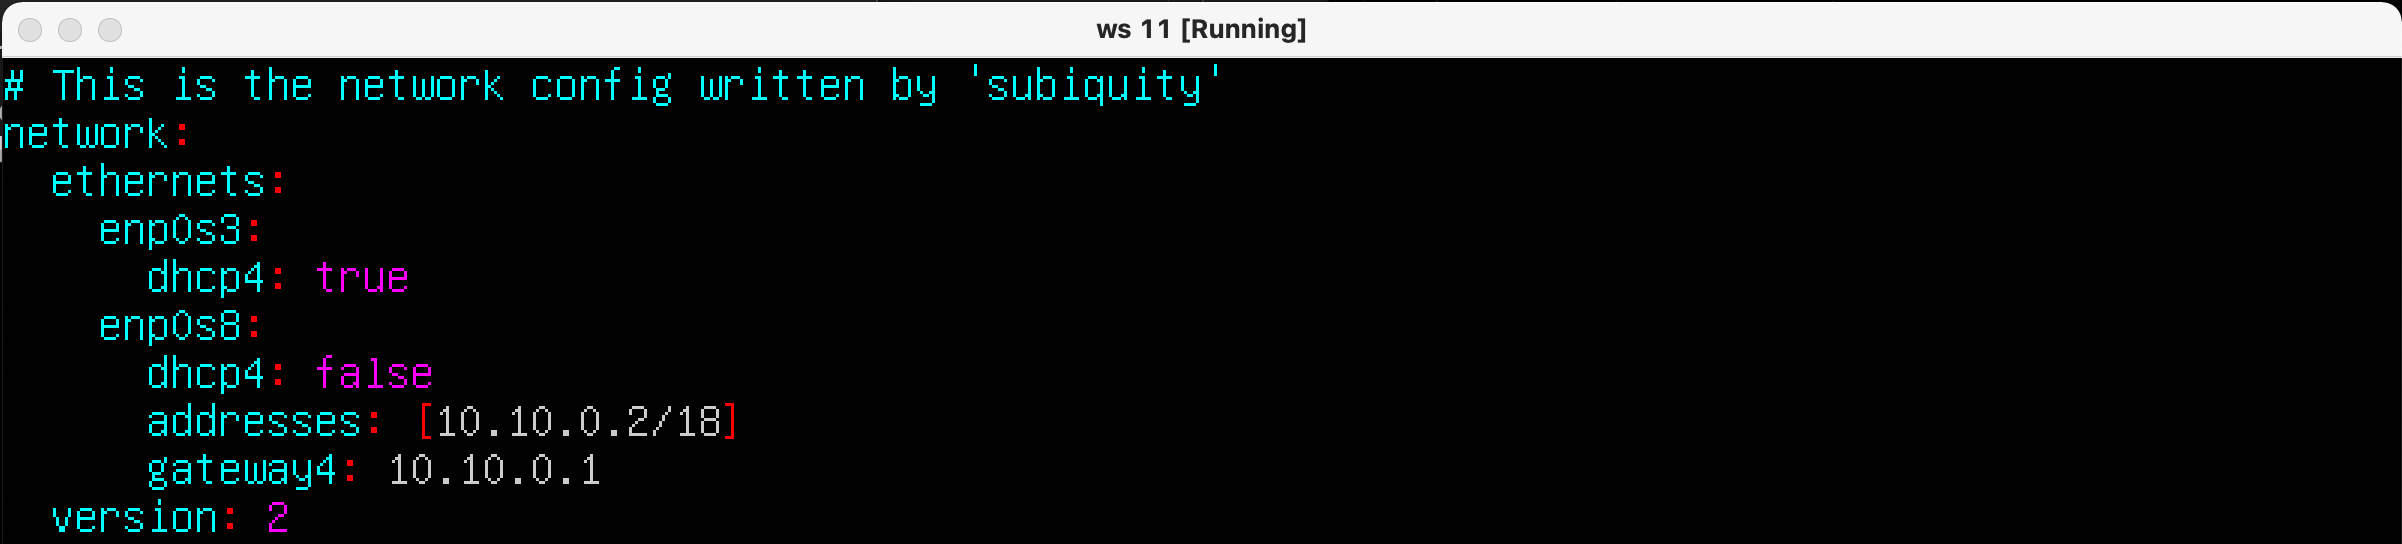 ws 11 [Running]
# This is the network config written by 'subiquity'
network:
  ethernets:
    enp0s3:
      dhcp4: true
    enp0s8:
      dhcp4: false
      addresses: [10.10.0.2/18]
      gateway4: 10.10.0.1
  version: 2